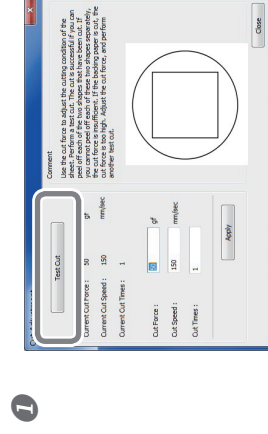 1
Test Cut
Current Cut Force : 50 gf
Current Cut Speed : 150 mm/sec
Current Cut Times : 1
Cut Force : 50 gf
Cut Speed : 150 mm/sec
Cut Times : 1
Apply
Comment
Use the cut force to adjust the cutting condition of the
sheet. Perform a test cut. The cut is successful if you can
peel off each of the two shapes that have been cut. If
you cannot peel off each of these two shapes separately,
the cut force is insufficient. If the backing paper is cut, the
cut force is too high. Adjust the cut force, and perform
another test cut.
Close